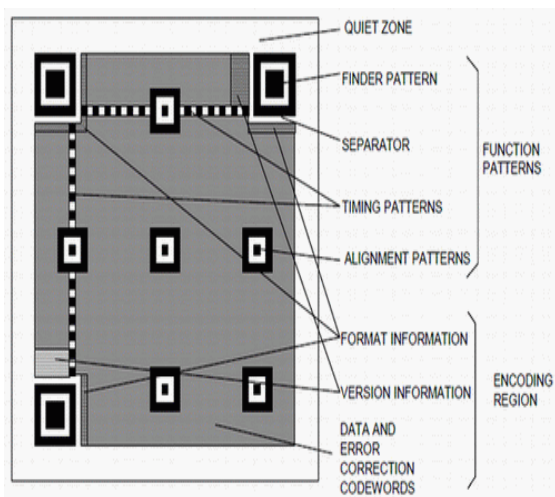 QUIET ZONE
FINDER PATTERN
SEPARATOR
FUNCTION
PATTERNS
TIMING PATTERNS
ALIGNMENT PATTERNS
FORMAT INFORMATION
VERSION INFORMATION
ENCODING
REGION
DATA AND
ERROR
CORRECTION
CODEWORDS